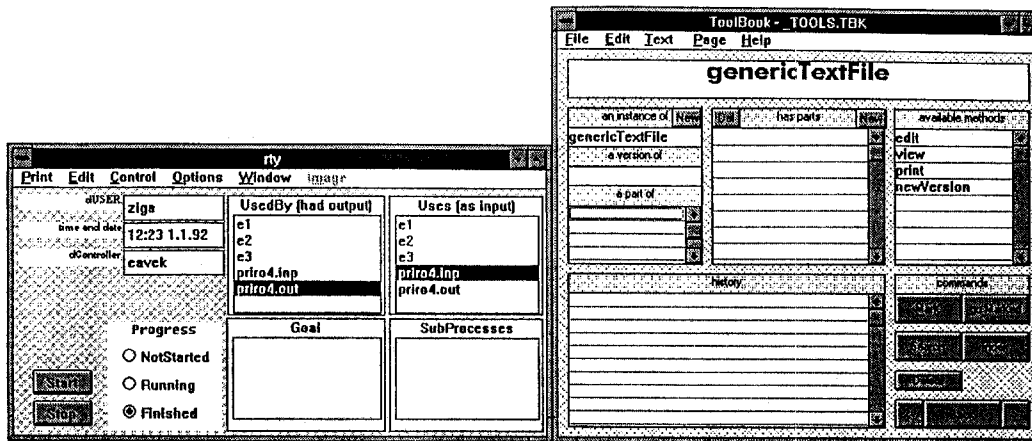 rty
Print Edit Control Options Window Image
dUSER ziga
time and date 12:23 1.1.92
dController cavck
UsedBy (had output)
e1
e2
e3
priro4.inp
priro4.out
Uses (as input)
e1
e2
e3
priro4.inp
priro4.out
Progress
NotStarted
Running
Finished
Start
Stop
Goal
SubProcesses
ToolBook - _TOOLS.TBK
File Edit Text Page Help
genericTextFile
an instance of New
genericTextFile
a version of
a part of
Del has parts New
available methods
edit
view
print
newVersion
history
commands